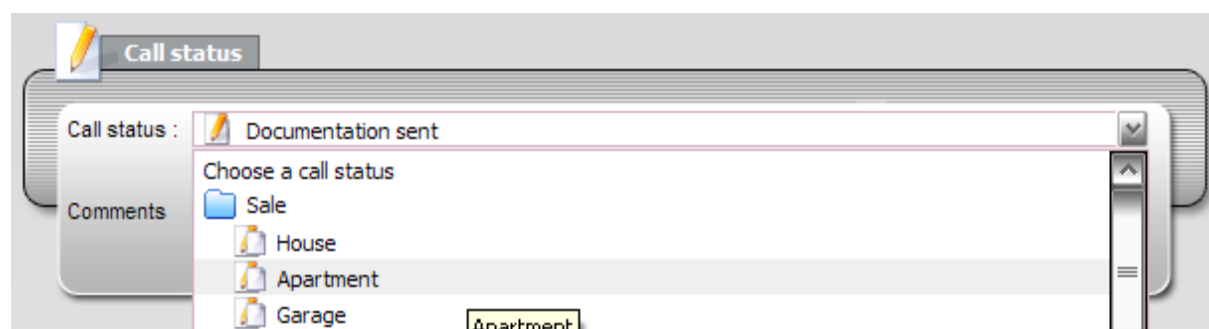 Call status
Call status : Documentation sent
Choose a call status
Comments
Sale
House
Apartment
Garage
Apartment